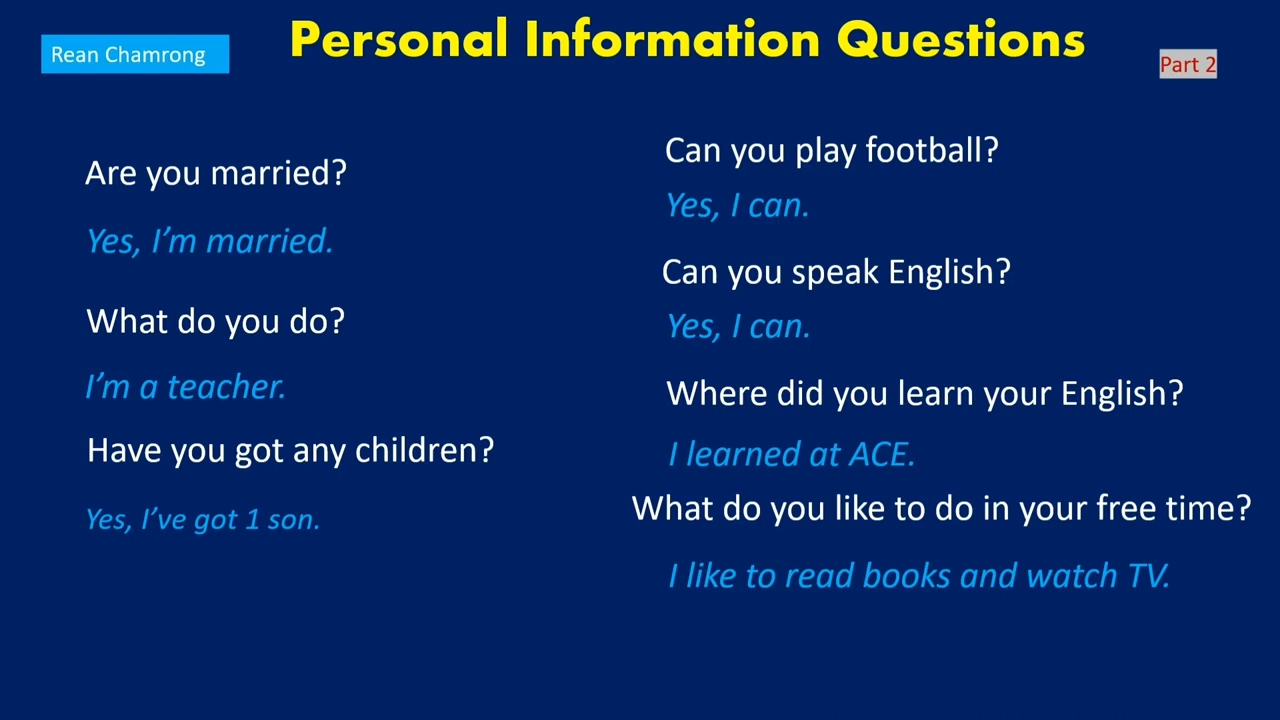 Rean Chamrong
Personal Information Questions
Part 2
Are you married?
Yes, I’m married.
What do you do?
I’m a teacher.
Have you got any children?
Yes, I’ve got 1 son.
Can you play football?
Yes, I can.
Can you speak English?
Yes, I can.
Where did you learn your English?
I learned at ACE.
What do you like to do in your free time?
I like to read books and watch TV.